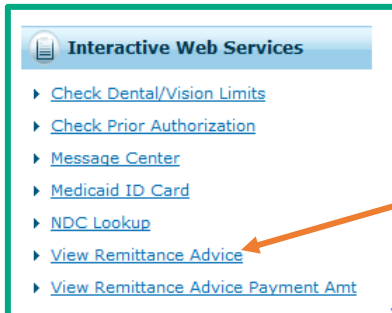 Interactive Web Services
Check Dental/Vision Limits
Check Prior Authorization
Message Center
Medicaid ID Card
NDC Lookup
View Remittance Advice
View Remittance Advice Payment Amt